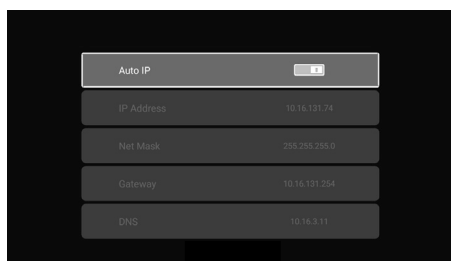 Auto IP
IP Address 10.16.131.74
Net Mask 255.255.255.0
Gateway 10.16.131.254
DNS 10.16.3.11